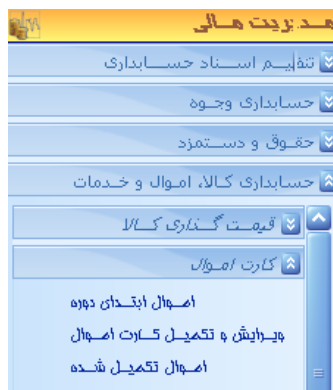 مدیریت مالی
تنظیم اسناد حسابداری
حسابداری وجوه
حقوق و دستمزد
حسابداری کالا، اموال و خدمات
قیمت گذاری کالا
کارت اموال
اموال ابتدای دوره
ویرایش و تکمیل کارت اموال
اموال تکمیل شده